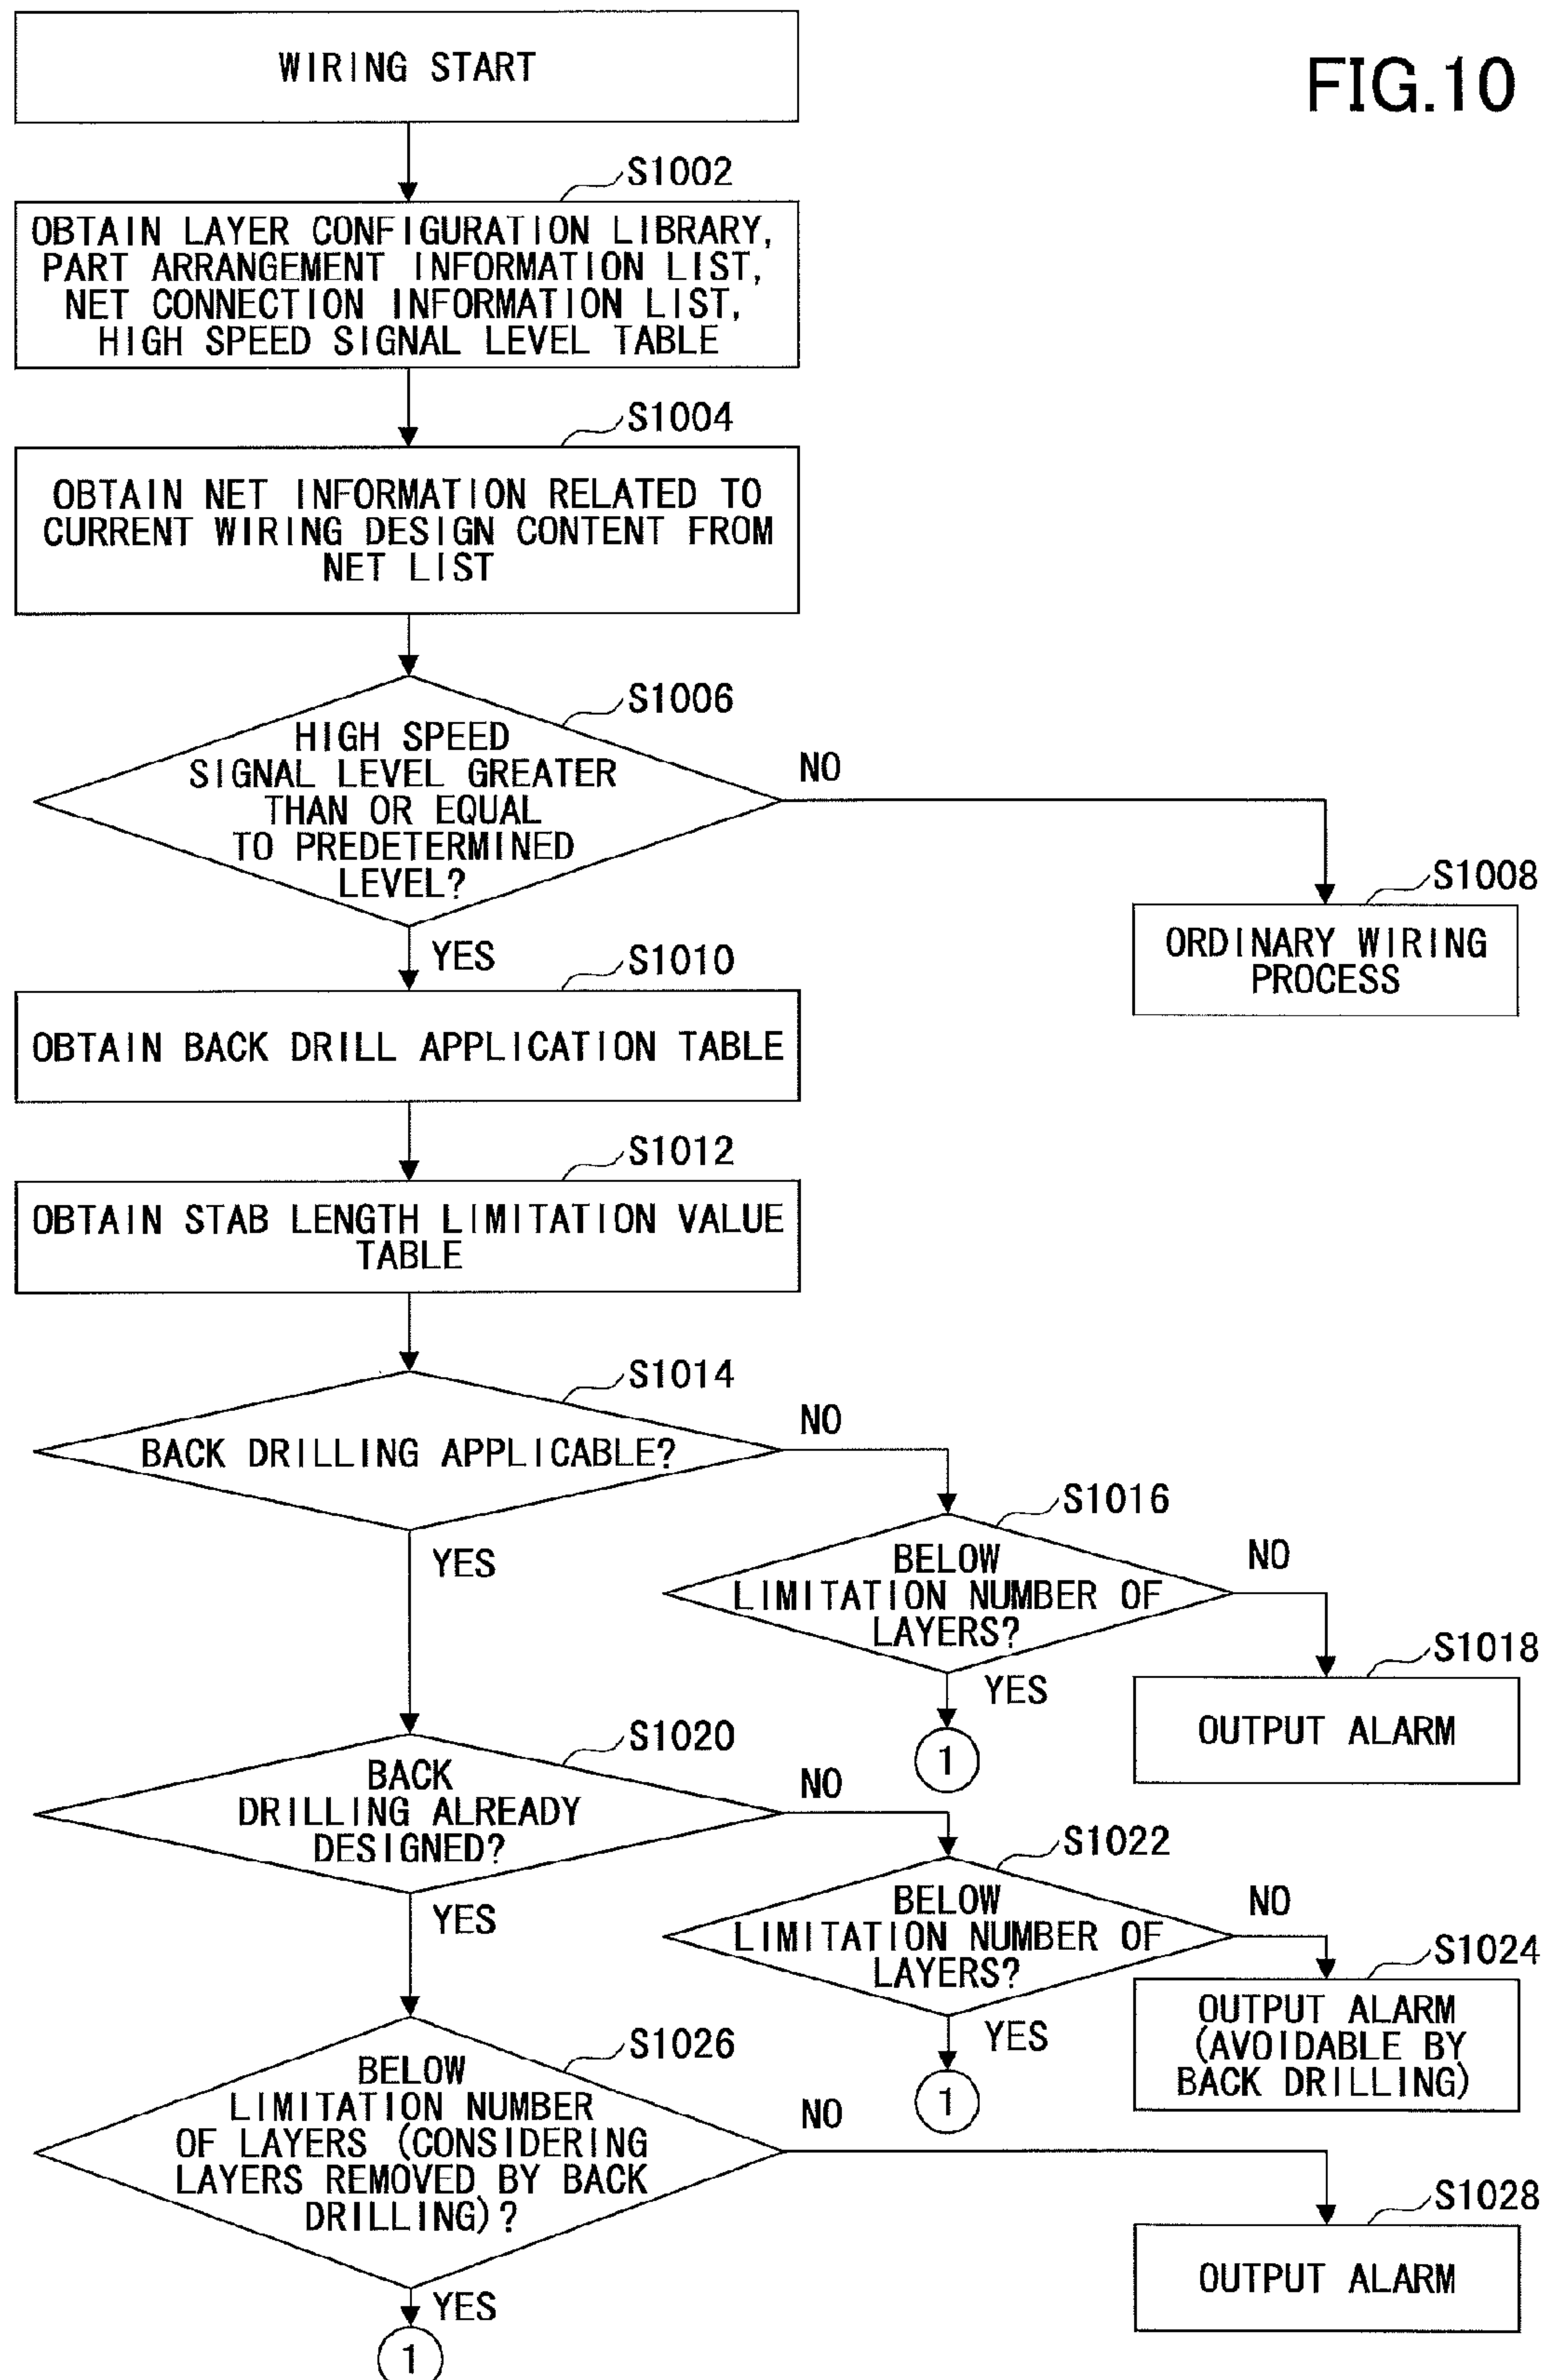 FIG.10
WIRING START
S1002
OBTAIN LAYER CONFIGURATION LIBRARY,
PART ARRANGEMENT INFORMATION LIST,
NET CONNECTION INFORMATION LIST,
HIGH SPEED SIGNAL LEVEL TABLE
S1004
OBTAIN NET INFORMATION RELATED TO
CURRENT WIRING DESIGN CONTENT FROM
NET LIST
S1006
HIGH SPEED
SIGNAL LEVEL GREATER
THAN OR EQUAL
TO PREDETERMINED
LEVEL?
NO
S1008
ORDINARY WIRING
PROCESS
YES
S1010
OBTAIN BACK DRILL APPLICATION TABLE
S1012
OBTAIN STAB LENGTH LIMITATION VALUE
TABLE
S1014
BACK DRILLING APPLICABLE?
NO
YES
S1016
BELOW
LIMITATION NUMBER OF
LAYERS?
NO
YES
1
S1018
OUTPUT ALARM
S1020
BACK
DRILLING ALREADY
DESIGNED?
NO
YES
S1022
BELOW
LIMITATION NUMBER OF
LAYERS?
NO
YES
1
S1024
OUTPUT ALARM
(AVOIDABLE BY
BACK DRILLING)
S1026
BELOW
LIMITATION NUMBER
OF LAYERS (CONSIDERING
LAYERS REMOVED BY BACK
DRILLING)?
NO
S1028
OUTPUT ALARM
YES
1